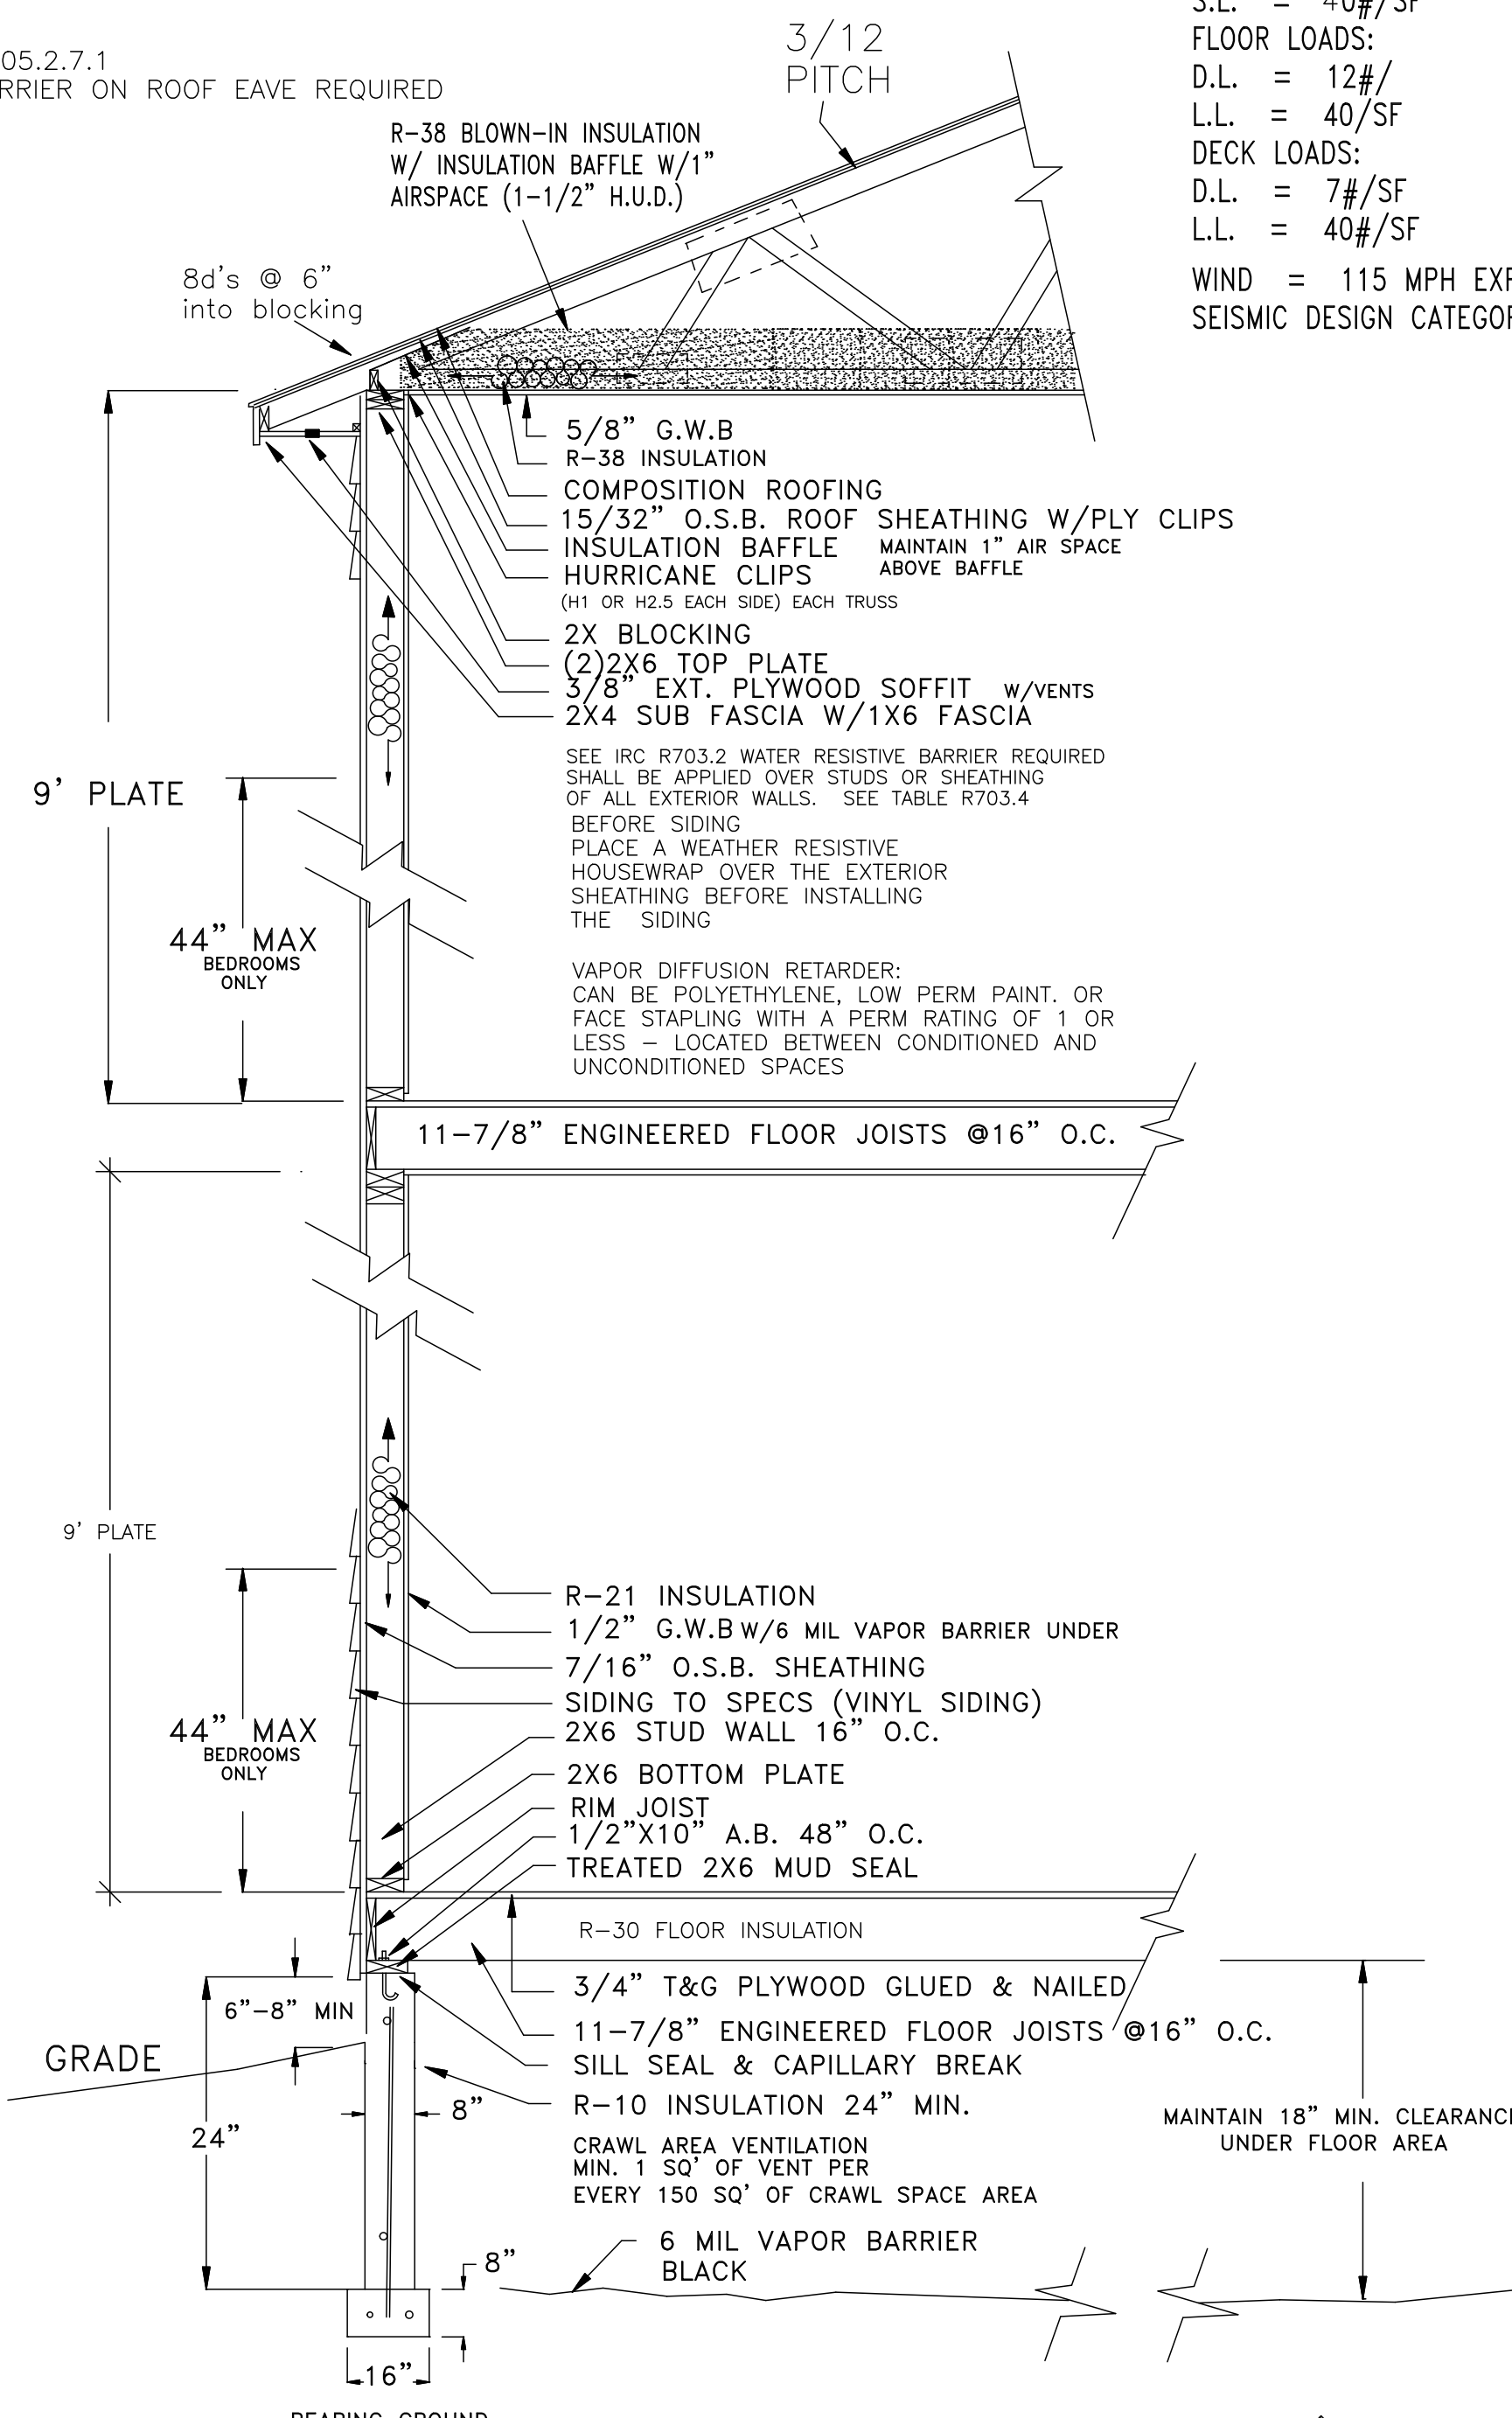 05.2.7.1
RRIER ON ROOF EAVE REQUIRED
3/12
PITCH
S.L. = 40#/SF
FLOOR LOADS:
D.L. = 12#/
L.L. = 40/SF
DECK LOADS:
D.L. = 7#/SF
L.L. = 40#/SF
WIND = 115 MPH EXP
SEISMIC DESIGN CATEGOR
R-38 BLOWN-IN INSULATION
W/ INSULATION BAFFLE W/1"
AIRSPACE (1-1/2" H.U.D.)
8d's @ 6"
into blocking
5/8" G.W.B
R-38 INSULATION
COMPOSITION ROOFING
15/32" O.S.B. ROOF SHEATHING W/PLY CLIPS
INSULATION BAFFLE MAINTAIN 1" AIR SPACE
ABOVE BAFFLE
HURRICANE CLIPS
(H1 OR H2.5 EACH SIDE) EACH TRUSS
2X BLOCKING
(2)2X6 TOP PLATE
3/8" EXT. PLYWOOD SOFFIT W/VENTS
2X4 SUB FASCIA W/1X6 FASCIA
SEE IRC R703.2 WATER RESISTIVE BARRIER REQUIRED
SHALL BE APPLIED OVER STUDS OR SHEATHING
OF ALL EXTERIOR WALLS. SEE TABLE R703.4
BEFORE SIDING
PLACE A WEATHER RESISTIVE
HOUSEWRAP OVER THE EXTERIOR
SHEATHING BEFORE INSTALLING
THE SIDING
9' PLATE
44" MAX
BEDROOMS
ONLY
VAPOR DIFFUSION RETARDER:
CAN BE POLYETHYLENE, LOW PERM PAINT. OR
FACE STAPLING WITH A PERM RATING OF 1 OR
LESS – LOCATED BETWEEN CONDITIONED AND
UNCONDITIONED SPACES
11-7/8" ENGINEERED FLOOR JOISTS @16" O.C.
9' PLATE
44" MAX
BEDROOMS
ONLY
R-21 INSULATION
1/2" G.W.B W/6 MIL VAPOR BARRIER UNDER
7/16" O.S.B. SHEATHING
SIDING TO SPECS (VINYL SIDING)
2X6 STUD WALL 16" O.C.
2X6 BOTTOM PLATE
RIM JOIST
1/2"X10" A.B. 48" O.C.
TREATED 2X6 MUD SEAL
R-30 FLOOR INSULATION
3/4" T&G PLYWOOD GLUED & NAILED
11-7/8" ENGINEERED FLOOR JOISTS @16" O.C.
SILL SEAL & CAPILLARY BREAK
R-10 INSULATION 24" MIN.
6"-8" MIN
GRADE
24"
8"
CRAWL AREA VENTILATION
MIN. 1 SQ' OF VENT PER
EVERY 150 SQ' OF CRAWL SPACE AREA
MAINTAIN 18" MIN. CLEARANC
UNDER FLOOR AREA
6 MIL VAPOR BARRIER
BLACK
8"
16"
BEARING GROUND